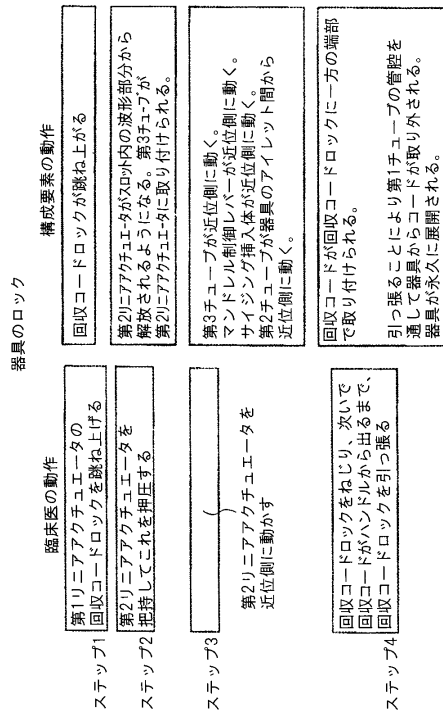 器具のロック
臨床医の動作
構成要素の動作
ステップ1
第1リニアアクチュエータの
回収コードロックを跳ね上げる
回収コードロックが跳ね上がる
ステップ2
第2リニアアクチュエータを
把持してこれを押圧する
第2リニアアクチュエータがスロット内の波形部分から
解放されるようになる。第3チューブが
第2リニアアクチュエータに取り付けられる。
ステップ3
第2リニアアクチュエータを
近位側に動かす
第3チューブが近位側に動く。
マンドレル制御レバーが近位側に動く。
サイジング挿入体が近位側に動く。
第2チューブが器具のアイレット間から
近位側に動く。
ステップ4
回収コードロックをねじり、次いで
回収コードがハンドルから出るまで、
回収コードロックを引っ張る
回収コードが回収コードロックに一方の端部
で取り付けられる。
引っ張ることにより第1チューブの管腔を
通して器具からコードが取り外される。
器具が永久に展開される。